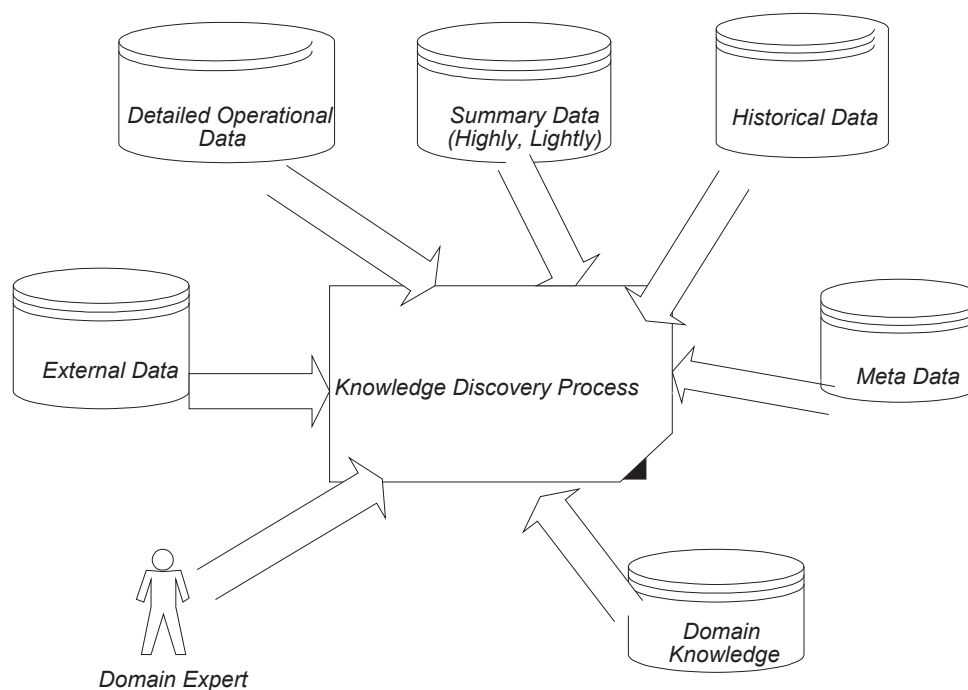 Detailed Operational
Data
Summary Data
(Highly, Lightly)
Historical Data
External Data
Knowledge Discovery Process
Meta Data
Domain Expert
Domain
Knowledge